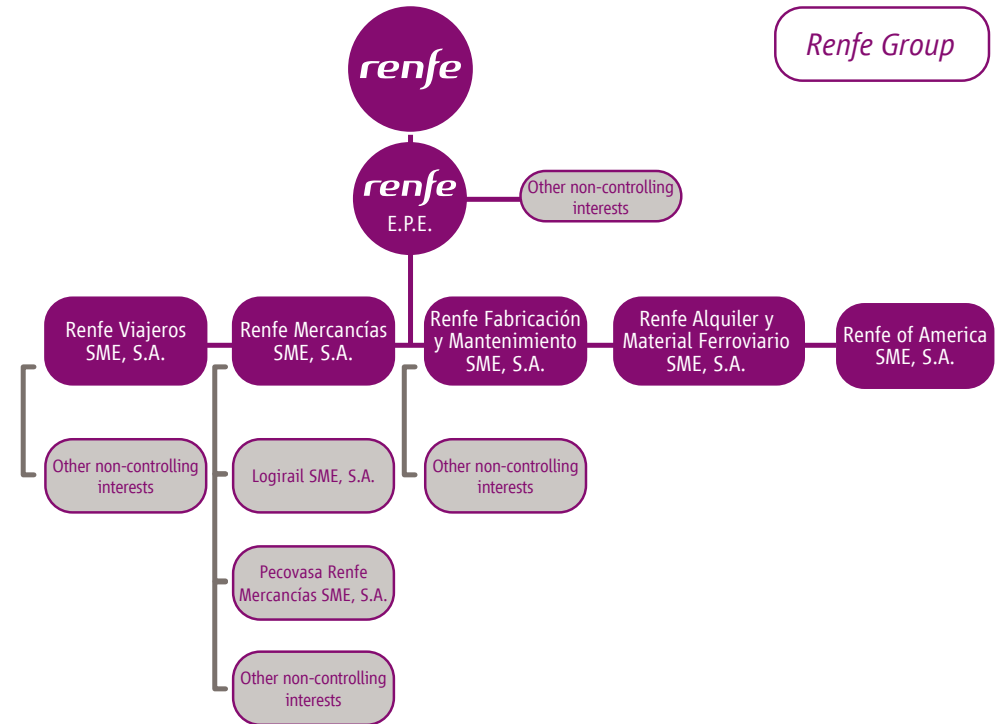 Renfe Group
renfe
renfe
E.P.E.
Other non-controlling
interests
Renfe Viajeros
SME, S.A.
Renfe Mercancías
SME, S.A.
Renfe Fabricación
y Mantenimiento
SME, S.A.
Renfe Alquiler y
Material Ferroviario
SME, S.A.
Renfe of America
SME, S.A.
Other non-controlling
interests
Logirail SME, S.A.
Other non-controlling
interests
Pecovasa Renfe
Mercancías SME, S.A.
Other non-controlling
interests